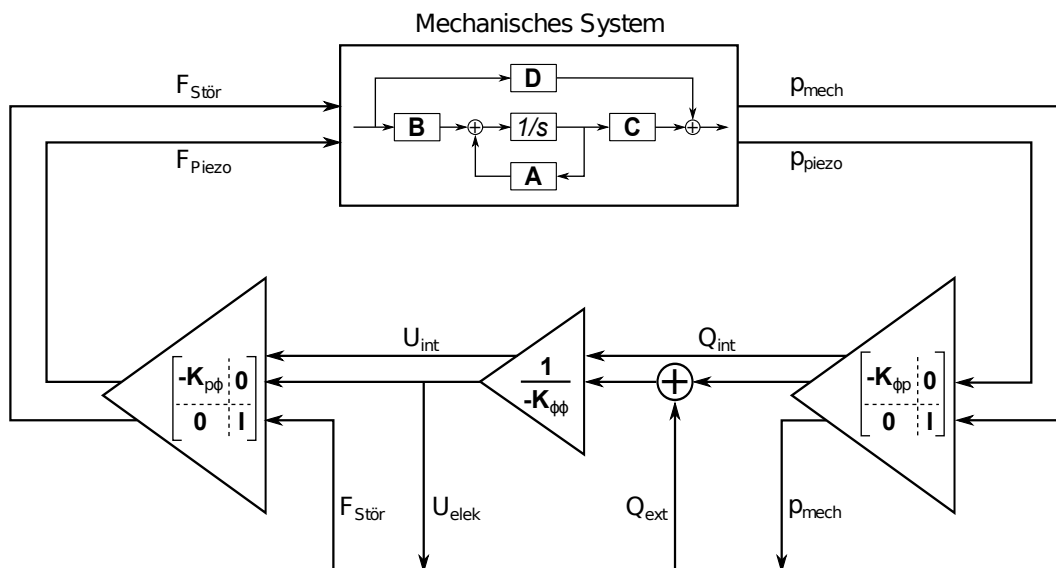 Mechanisches System
F_Stör
D
p_mech
B
1/s
C
F_Piezo
A
p_piezo
U_int
Q_int
-K_pϕ 0
0 I
1
-K_ϕϕ
-K_ϕp 0
0 I
F_Stör
U_elek
Q_ext
p_mech